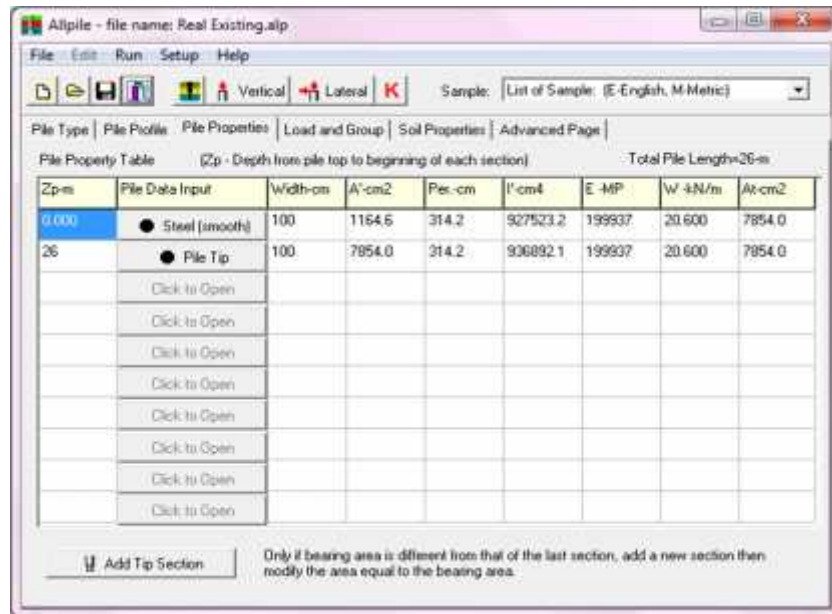 Allpile - file name: Real Existing.alp
File Edit Run Setup Help
Vertical Lateral K Sample: List of Sample: (E-English, M-Metric)
Pile Type Pile Profile Pile Properties Load and Group Soil Properties Advanced Page
Pile Property Table (Zp - Depth from pile top to beginning of each section) Total Pile Length=26-m
Zp-m Pile Data Input Width-cm A'-cm2 Per.-cm I'-cm4 E -MP W -kN/m At-cm2
0.000 Steel (smooth) 100 1164.6 314.2 927523.2 199937 20.600 7854.0
26 Pile Tip 100 7854.0 314.2 936892.1 199937 20.600 7854.0
Click to Open
Click to Open
Click to Open
Click to Open
Click to Open
Click to Open
Click to Open
Click to Open
Add Tip Section
Only if bearing area is different from that of the last section, add a new section then
modify the area equal to the bearing area.